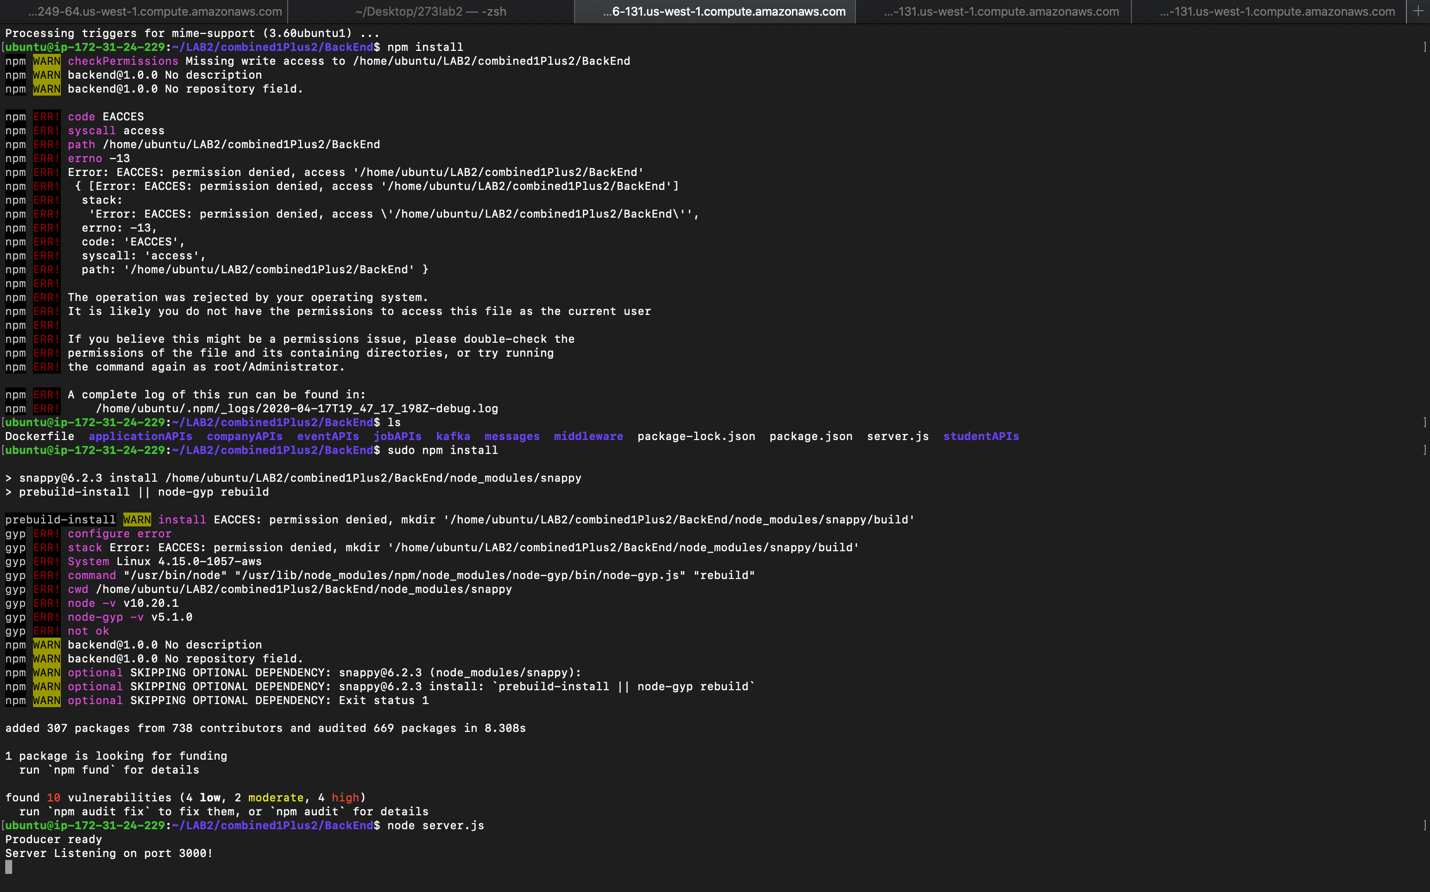 ...249-64.us-west-1.compute.amazonaws.com ~/Desktop/273lab2 — -zsh ...6-131.us-west-1.compute.amazonaws.com ...-131.us-west-1.compute.amazonaws.com ...-131.us-west-1.compute.amazonaws.com +
Processing triggers for mime-support (3.60ubuntu1) ...
[ubuntu@ip-172-31-24-229:~/LAB2/combined1Plus2/BackEnd$ npm install ]
npm WARN checkPermissions Missing write access to /home/ubuntu/LAB2/combined1Plus2/BackEnd
npm WARN backend@1.0.0 No description
npm WARN backend@1.0.0 No repository field.
npm ERR! code EACCES
npm ERR! syscall access
npm ERR! path /home/ubuntu/LAB2/combined1Plus2/BackEnd
npm ERR! errno -13
npm ERR! Error: EACCES: permission denied, access '/home/ubuntu/LAB2/combined1Plus2/BackEnd'
npm ERR!  { [Error: EACCES: permission denied, access '/home/ubuntu/LAB2/combined1Plus2/BackEnd']
npm ERR!   stack:
npm ERR!    'Error: EACCES: permission denied, access \'/home/ubuntu/LAB2/combined1Plus2/BackEnd\'',
npm ERR!   errno: -13,
npm ERR!   code: 'EACCES',
npm ERR!   syscall: 'access',
npm ERR!   path: '/home/ubuntu/LAB2/combined1Plus2/BackEnd' }
npm ERR!
npm ERR! The operation was rejected by your operating system.
npm ERR! It is likely you do not have the permissions to access this file as the current user
npm ERR!
npm ERR! If you believe this might be a permissions issue, please double-check the
npm ERR! permissions of the file and its containing directories, or try running
npm ERR! the command again as root/Administrator.
npm ERR! A complete log of this run can be found in:
npm ERR!     /home/ubuntu/.npm/_logs/2020-04-17T19_47_17_198Z-debug.log
[ubuntu@ip-172-31-24-229:~/LAB2/combined1Plus2/BackEnd$ ls ]
Dockerfile  applicationAPIs  companyAPIs  eventAPIs  jobAPIs  kafka  messages  middleware  package-lock.json  package.json  server.js  studentAPIs
[ubuntu@ip-172-31-24-229:~/LAB2/combined1Plus2/BackEnd$ sudo npm install ]
> snappy@6.2.3 install /home/ubuntu/LAB2/combined1Plus2/BackEnd/node_modules/snappy
> prebuild-install || node-gyp rebuild
prebuild-install WARN install EACCES: permission denied, mkdir '/home/ubuntu/LAB2/combined1Plus2/BackEnd/node_modules/snappy/build'
gyp ERR! configure error
gyp ERR! stack Error: EACCES: permission denied, mkdir '/home/ubuntu/LAB2/combined1Plus2/BackEnd/node_modules/snappy/build'
gyp ERR! System Linux 4.15.0-1057-aws
gyp ERR! command "/usr/bin/node" "/usr/lib/node_modules/npm/node_modules/node-gyp/bin/node-gyp.js" "rebuild"
gyp ERR! cwd /home/ubuntu/LAB2/combined1Plus2/BackEnd/node_modules/snappy
gyp ERR! node -v v10.20.1
gyp ERR! node-gyp -v v5.1.0
gyp ERR! not ok
npm WARN backend@1.0.0 No description
npm WARN backend@1.0.0 No repository field.
npm WARN optional SKIPPING OPTIONAL DEPENDENCY: snappy@6.2.3 (node_modules/snappy):
npm WARN optional SKIPPING OPTIONAL DEPENDENCY: snappy@6.2.3 install: `prebuild-install || node-gyp rebuild`
npm WARN optional SKIPPING OPTIONAL DEPENDENCY: Exit status 1
added 307 packages from 738 contributors and audited 669 packages in 8.308s
1 package is looking for funding
  run `npm fund` for details
found 10 vulnerabilities (4 low, 2 moderate, 4 high)
  run `npm audit fix` to fix them, or `npm audit` for details
[ubuntu@ip-172-31-24-229:~/LAB2/combined1Plus2/BackEnd$ node server.js ]
Producer ready
Server Listening on port 3000!